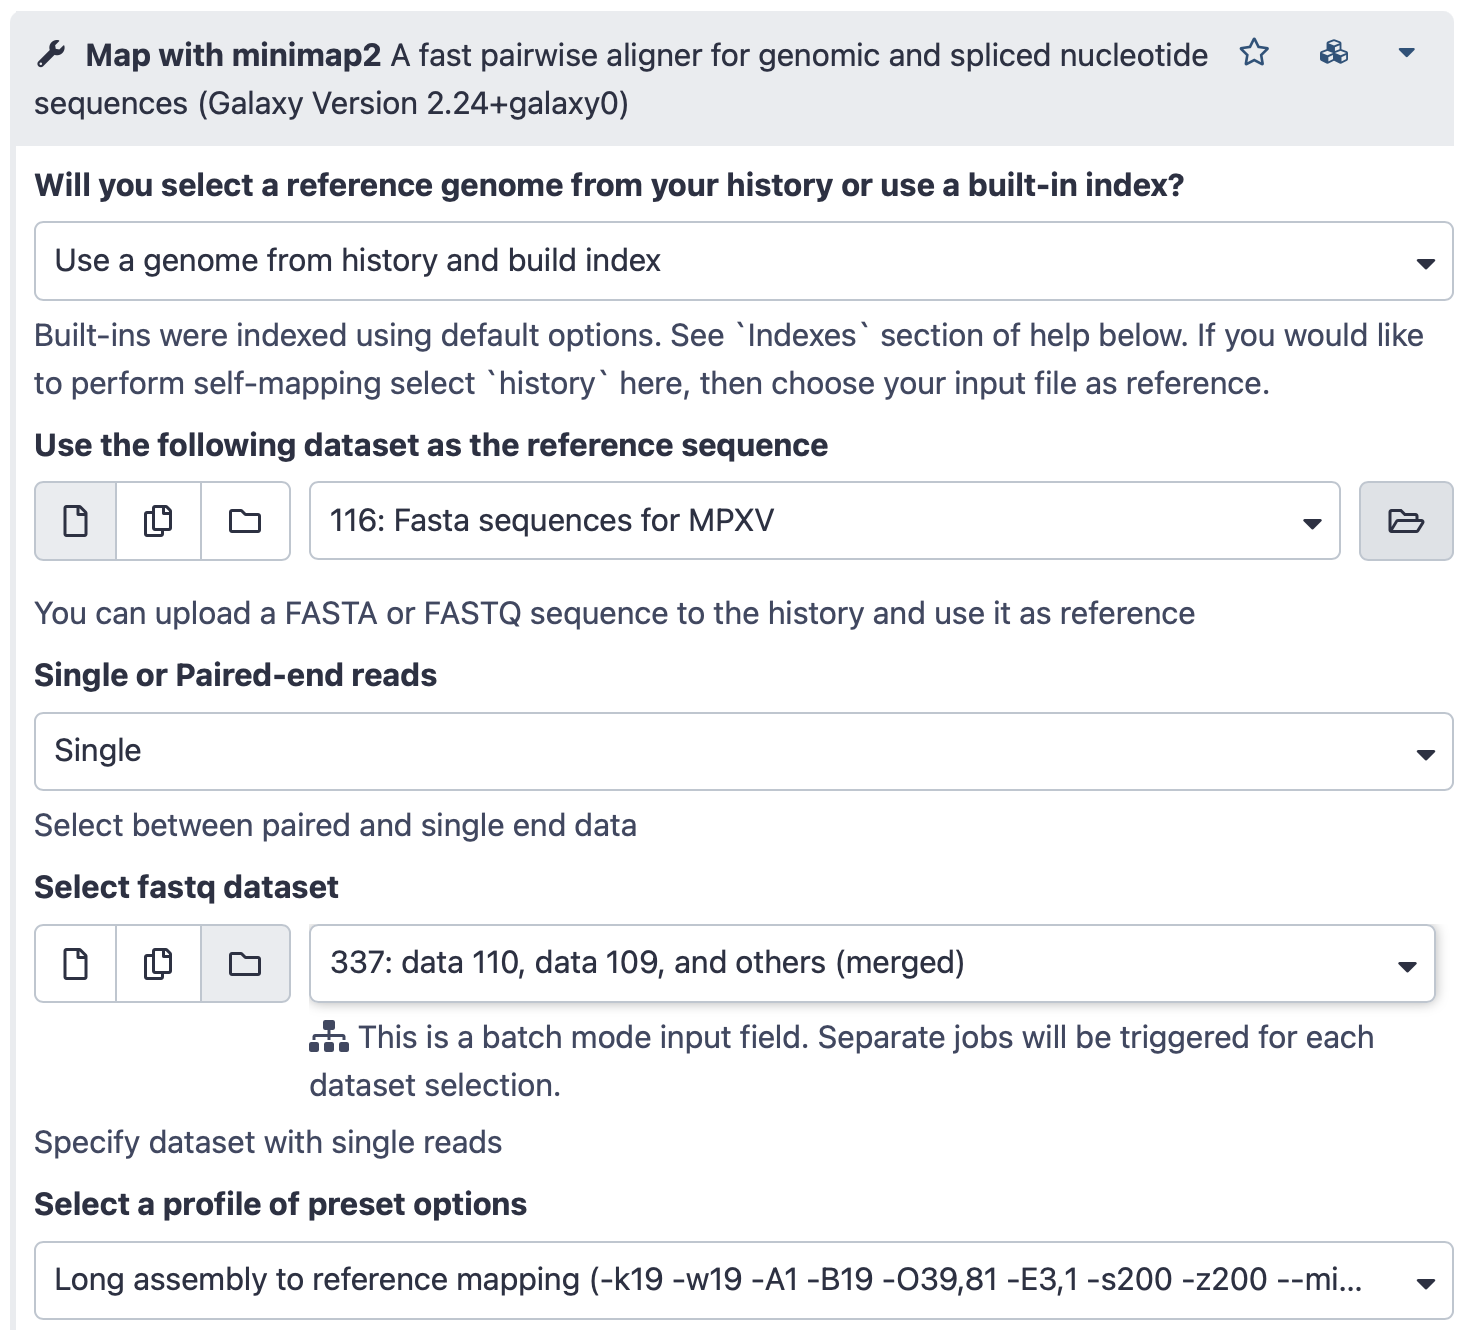 Map with minimap2 A fast pairwise aligner for genomic and spliced nucleotide
sequences (Galaxy Version 2.24+galaxy0)
Will you select a reference genome from your history or use a built-in index?
Use a genome from history and build index
Built-ins were indexed using default options. See `Indexes` section of help below. If you would like
to perform self-mapping select `history` here, then choose your input file as reference.
Use the following dataset as the reference sequence
116: Fasta sequences for MPXV
You can upload a FASTA or FASTQ sequence to the history and use it as reference
Single or Paired-end reads
Single
Select between paired and single end data
Select fastq dataset
337: data 110, data 109, and others (merged)
This is a batch mode input field. Separate jobs will be triggered for each
dataset selection.
Specify dataset with single reads
Select a profile of preset options
Long assembly to reference mapping (-k19 -w19 -A1 -B19 -O39,81 -E3,1 -s200 -z200 --mi...